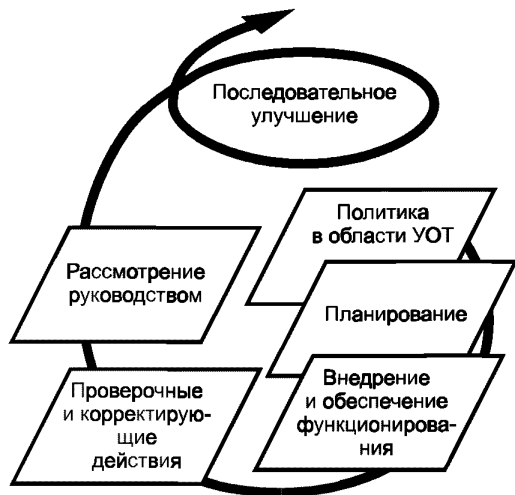 Последовательное
улучшение
Политика
в области УОТ
Планирование
Внедрение
и обеспечение
функционирова-
ния
Проверочные
и корректирую-
щие
действия
Рассмотрение
руководством